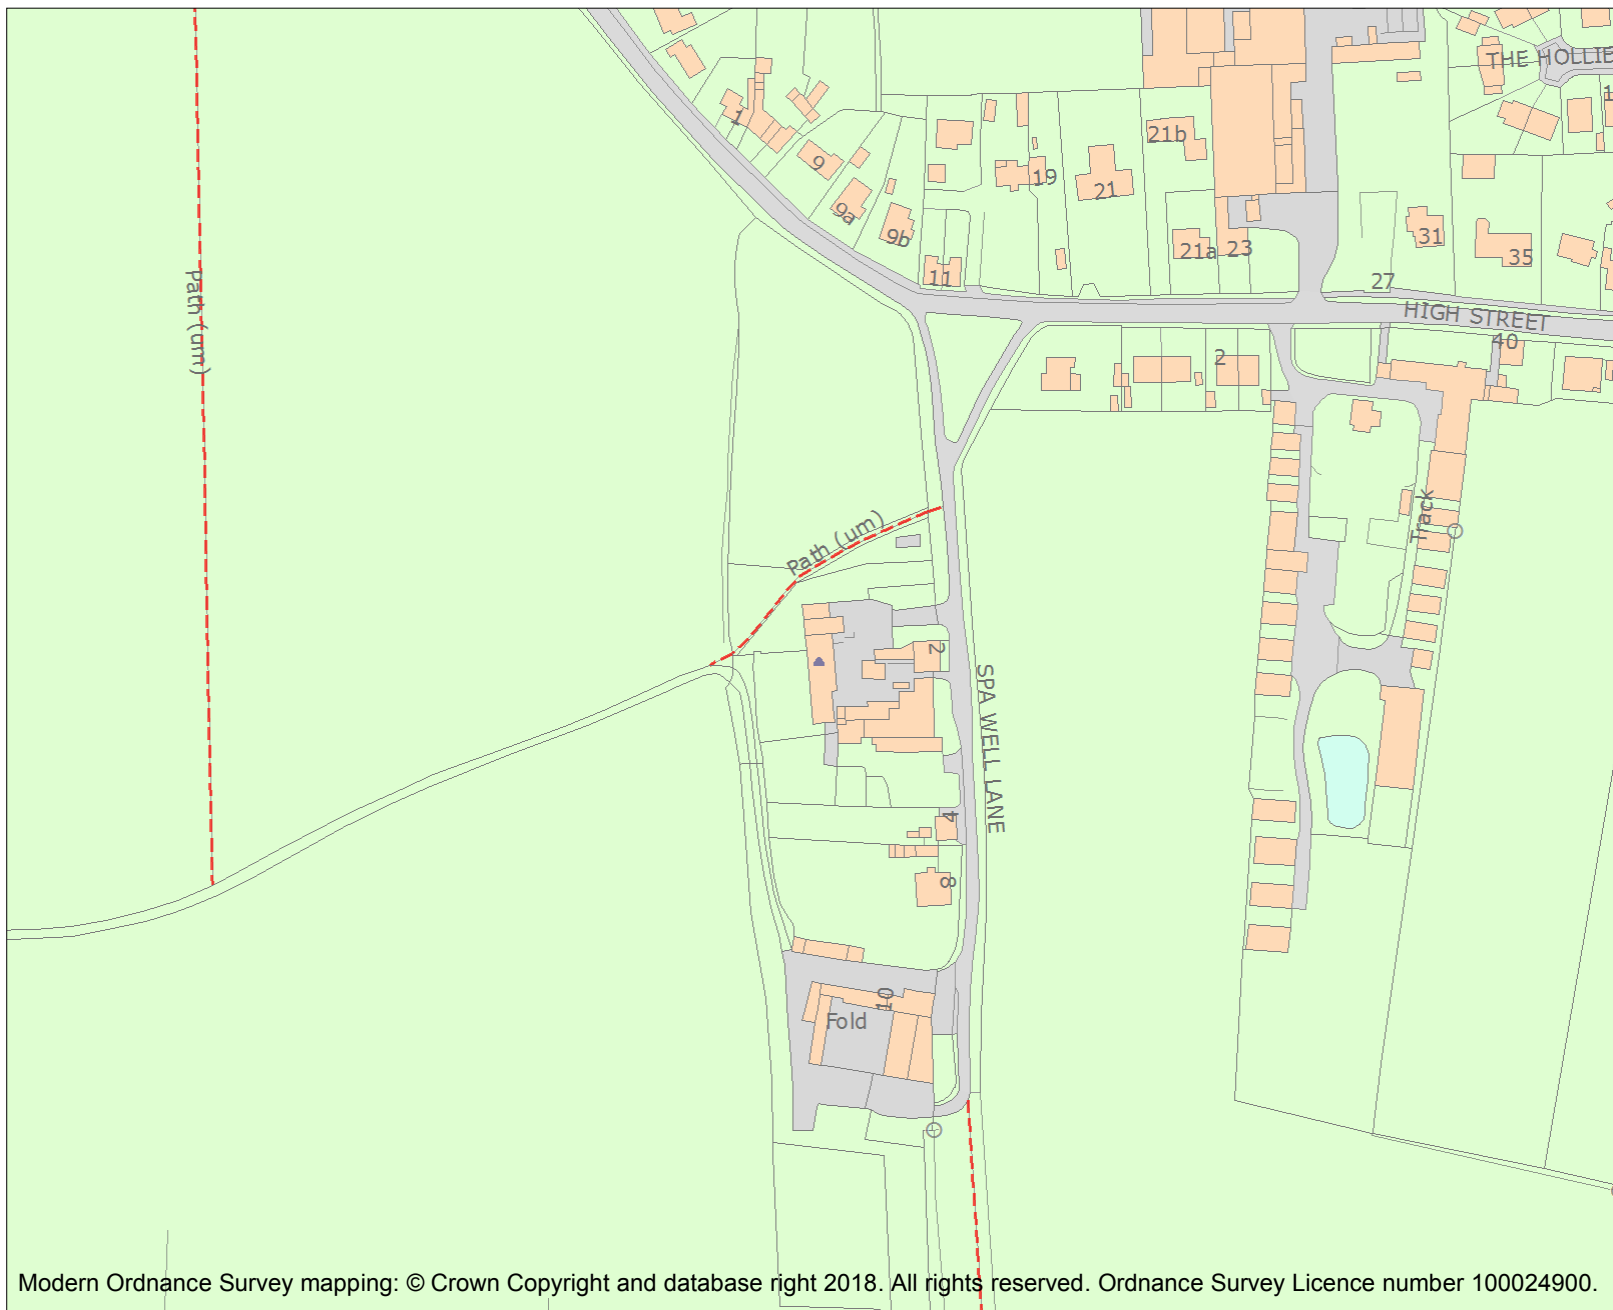 THE HOLLIE
1
1
21b
9
19
21
9a
9b
21a
23
31
35
11
27
Path (um)
HIGH STREET
40
2
Track
Path (um)
2
SPA WELL LANE
4
8
10
Fold
Modern Ordnance Survey mapping: © Crown Copyright and database right 2018. All rights reserved. Ordnance Survey Licence number 100024900.